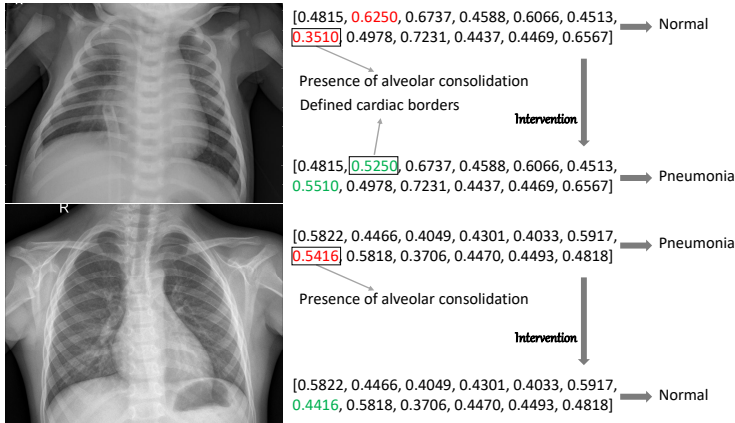 [0.4815, 0.6250, 0.6737, 0.4588, 0.6066, 0.4513,
0.3510, 0.4978, 0.7231, 0.4437, 0.4469, 0.6567]
Normal
Presence of alveolar consolidation
Defined cardiac borders
Intervention
[0.4815, 0.5250, 0.6737, 0.4588, 0.6066, 0.4513,
0.5510, 0.4978, 0.7231, 0.4437, 0.4469, 0.6567]
Pneumonia
R
[0.5822, 0.4466, 0.4049, 0.4301, 0.4033, 0.5917,
0.5416, 0.5818, 0.3706, 0.4470, 0.4493, 0.4818]
Pneumonia
Presence of alveolar consolidation
Intervention
[0.5822, 0.4466, 0.4049, 0.4301, 0.4033, 0.5917,
0.4416, 0.5818, 0.3706, 0.4470, 0.4493, 0.4818]
Normal